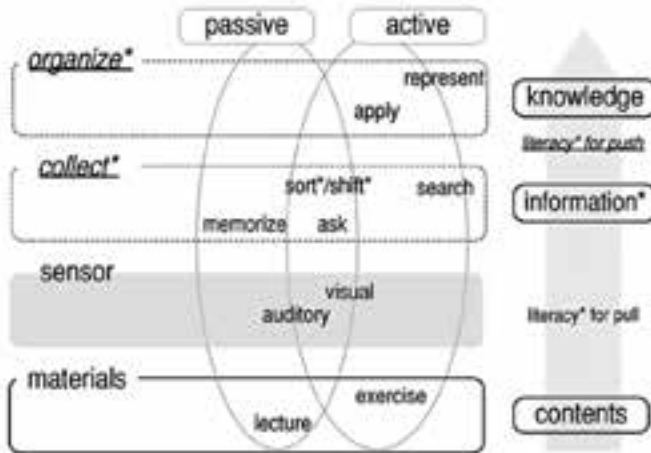 passive
active
organize*
represent
apply
knowledge
literacy* for push
collect*
sort*/shift*
search
memorize
ask
information*
sensor
visual
auditory
literacy* for pull
materials
exercise
lecture
contents